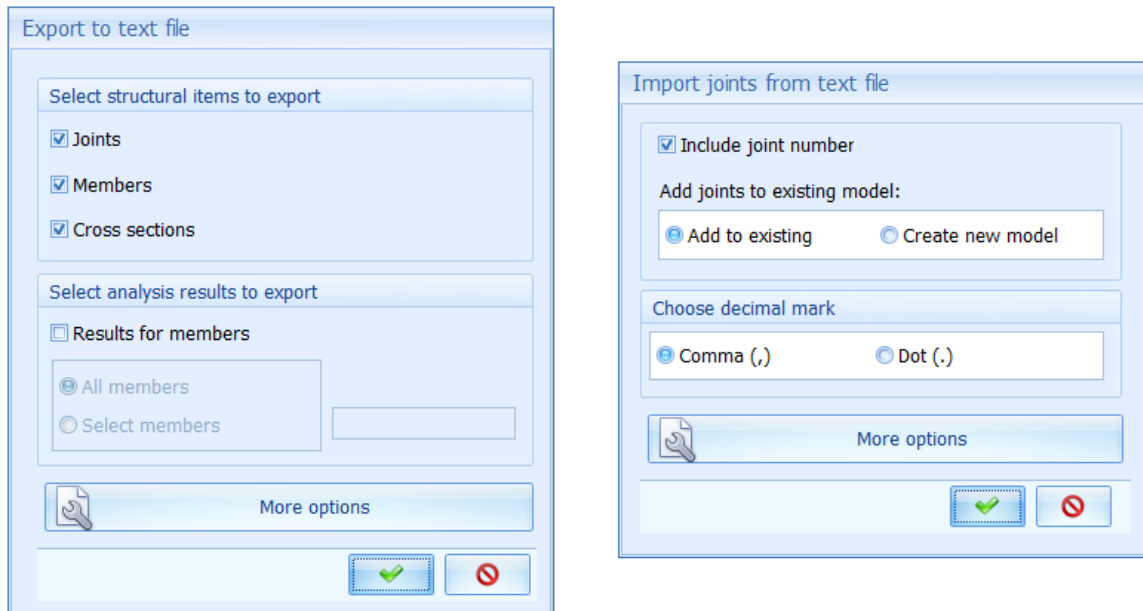 Export to text file
Select structural items to export
Joints
Members
Cross sections
Select analysis results to export
Results for members
All members
Select members
More options
Import joints from text file
Include joint number
Add joints to existing model:
Add to existing Create new model
Choose decimal mark
Comma (,) Dot (.)
More options